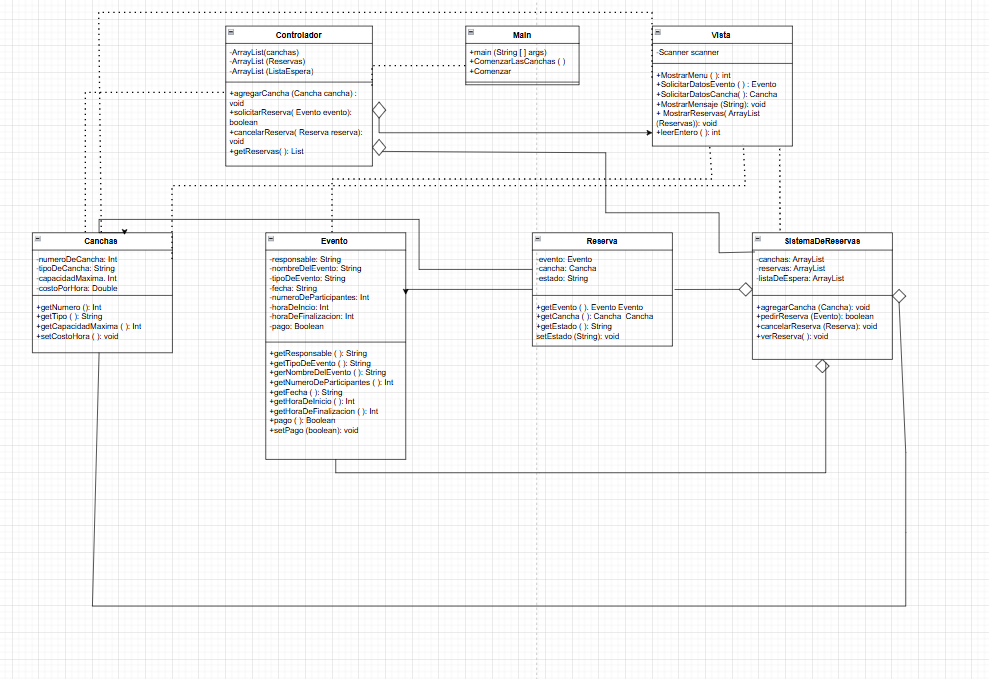 Controlador
-ArrayList(canchas)
-ArrayList (Reservas)
-ArrayList (ListaEspera)
+agregarCancha (Cancha cancha) :
void
+solicitarReserva( Evento evento):
boolean
+cancelarReserva( Reserva reserva):
void
+getReservas( ): List
Main
+main (String [ ] args)
+ComenzarLasCanchas ( )
+Comenzar
Vista
-Scanner scanner
+MostrarMenu ( ): int
+SolicitarDatosEvento ( ) : Evento
+SolicitarDatosCancha( ): Cancha
+MostrarMensaje (String): void
+ MostrarReservas( ArrayList
(Reservas)): void
+leerEntero ( ): int
Canchas
-numeroDeCancha: Int
-tipoDeCancha: String
-capacidadMaxima. Int
-costoPorHora: Double
+getNumero (): Int
+getTipo ( ): String
+getCapacidadMaxima ( ): Int
+setCostoHora ( ): void
Evento
-responsable: String
-nombreDelEvento: String
-tipoDeEvento: String
-fecha: String
-numeroDeParticipantes: Int
-horaDeIncio: Int
-horaDeFinalizacion: Int
-pago: Boolean
+getResponsable ( ): String
+getTipoDeEvento ( ): String
+gerNombreDelEvento ( ): String
+getNumeroDeParticipantes ( ): Int
+getFecha ( ): String
+getHoraDeInicio ( ): Int
+getHoraDeFinalizacion ( ): Int
+pago ( ): Boolean
+setPago (boolean): void
Reserva
-evento: Evento
-cancha: Cancha
-estado: String
+getEvento ( ). Evento Evento
+getCancha ( ): Cancha Cancha
+getEstado ( ): String
setEstado (String): void
SistemaDeReservas
-canchas: ArrayList
-reservas: ArrayList
-listaDeEspera: ArrayList
+agregarCancha (Cancha): void
+pedirReserva (Evento): boolean
+cancelarReserva (Reserva): void
+verReserva( ): void